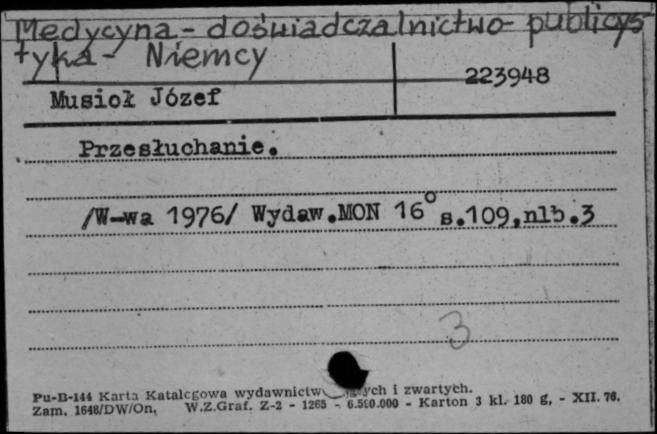 Medycyna - doświadczalnictwo - publicys-
tyka - Niemcy
223948
Musioł Józef
Przesłuchanie.
/W-wa 1976/ Wydaw.MON 16° s.109,nlb.3
3
Pu-B-144 Karta Katalogowa wydawnictw ych i zwartych.
Zam. 1648/DW/On. W.Z.Graf. Z-2 - 1265 - 6.500.000 - Karton 3 kl. 180 g, - XII. 76.